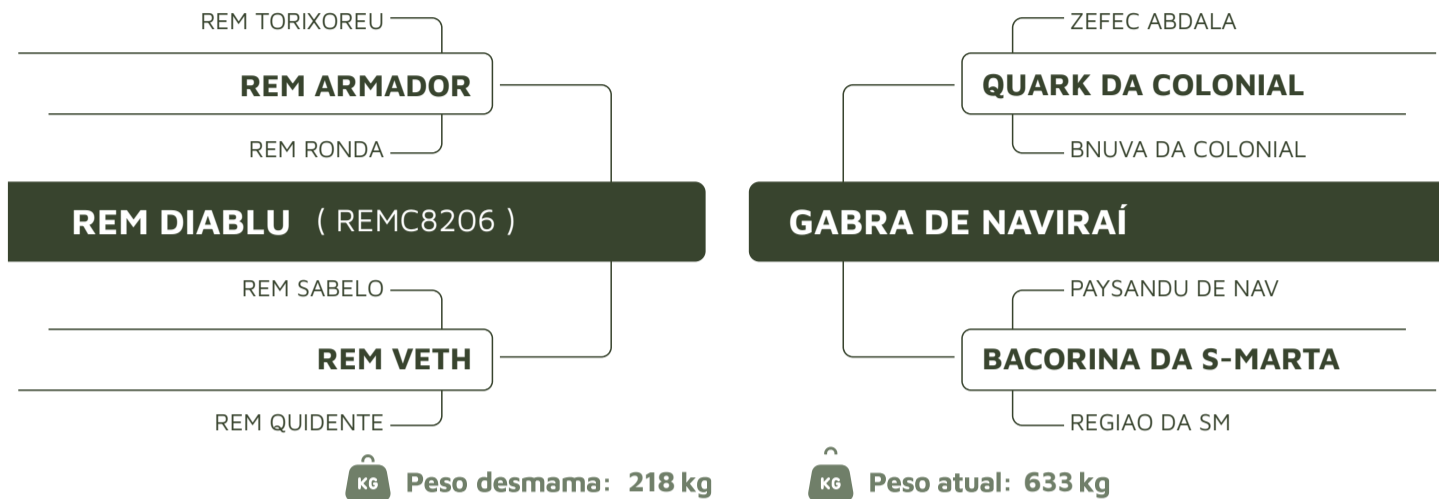 REM TORIXOREU
ZEFEC ABDALA
REM ARMADOR
QUARK DA COLONIAL
REM RONDA
BNUVA DA COLONIAL
REM DIABLU ( REMC8206 )
GABRA DE NAVIRAÍ
REM SABELO
PAYSANDU DE NAV
REM VETH
BACORINA DA S-MARTA
REM QUIDENTE
REGIAO DA SM
KG Peso desmama: 218 kg
KG Peso atual: 633 kg